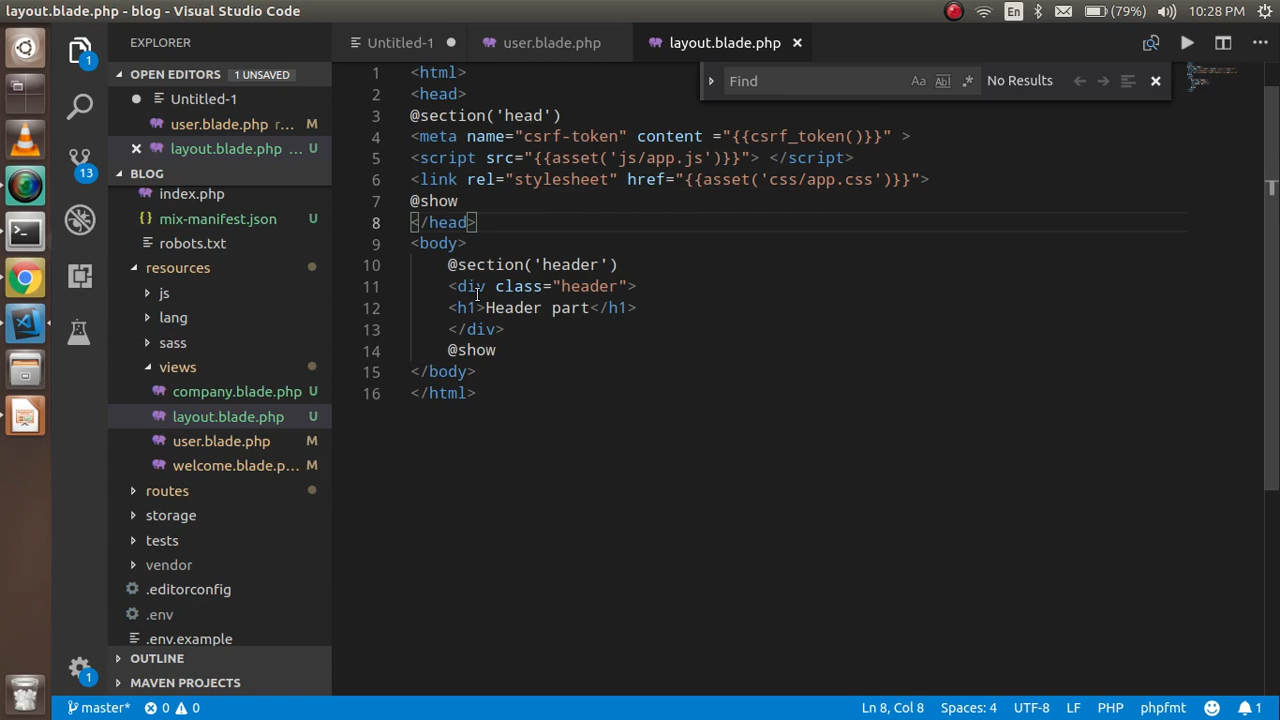 layout.blade.php - blog - Visual Studio Code
En
(79%)
10:28 PM
EXPLORER
1
OPEN EDITORS 1 UNSAVED
Untitled-1
user.blade.php r... M
layout.blade.php ... U
13
BLOG
index.php
mix-manifest.json U
robots.txt
resources
js
lang
sass
views
company.blade.php U
layout.blade.php U
user.blade.php M
welcome.blade.p... M
routes
storage
tests
vendor
.editorconfig
.env
.env.example
OUTLINE
MAVEN PROJECTS
1
Untitled-1
user.blade.php
layout.blade.php
Find
Aa
Abl
No Results
1 <html>
2 <head>
3 @section('head')
4 <meta name="csrf-token" content ="{{csrf_token()}}" >
5 <script src="{{asset('js/app.js')}}"> </script>
6 <link rel="stylesheet" href="{{asset('css/app.css')}}">
7 @show
8 </head>
9 <body>
10 @section('header')
11 <div class="header">
12 <h1>Header part</h1>
13 </div>
14 @show
15 </body>
16 </html>
master*
0
0
Ln 8, Col 8
Spaces: 4
UTF-8
LF
PHP
phpfmt
1